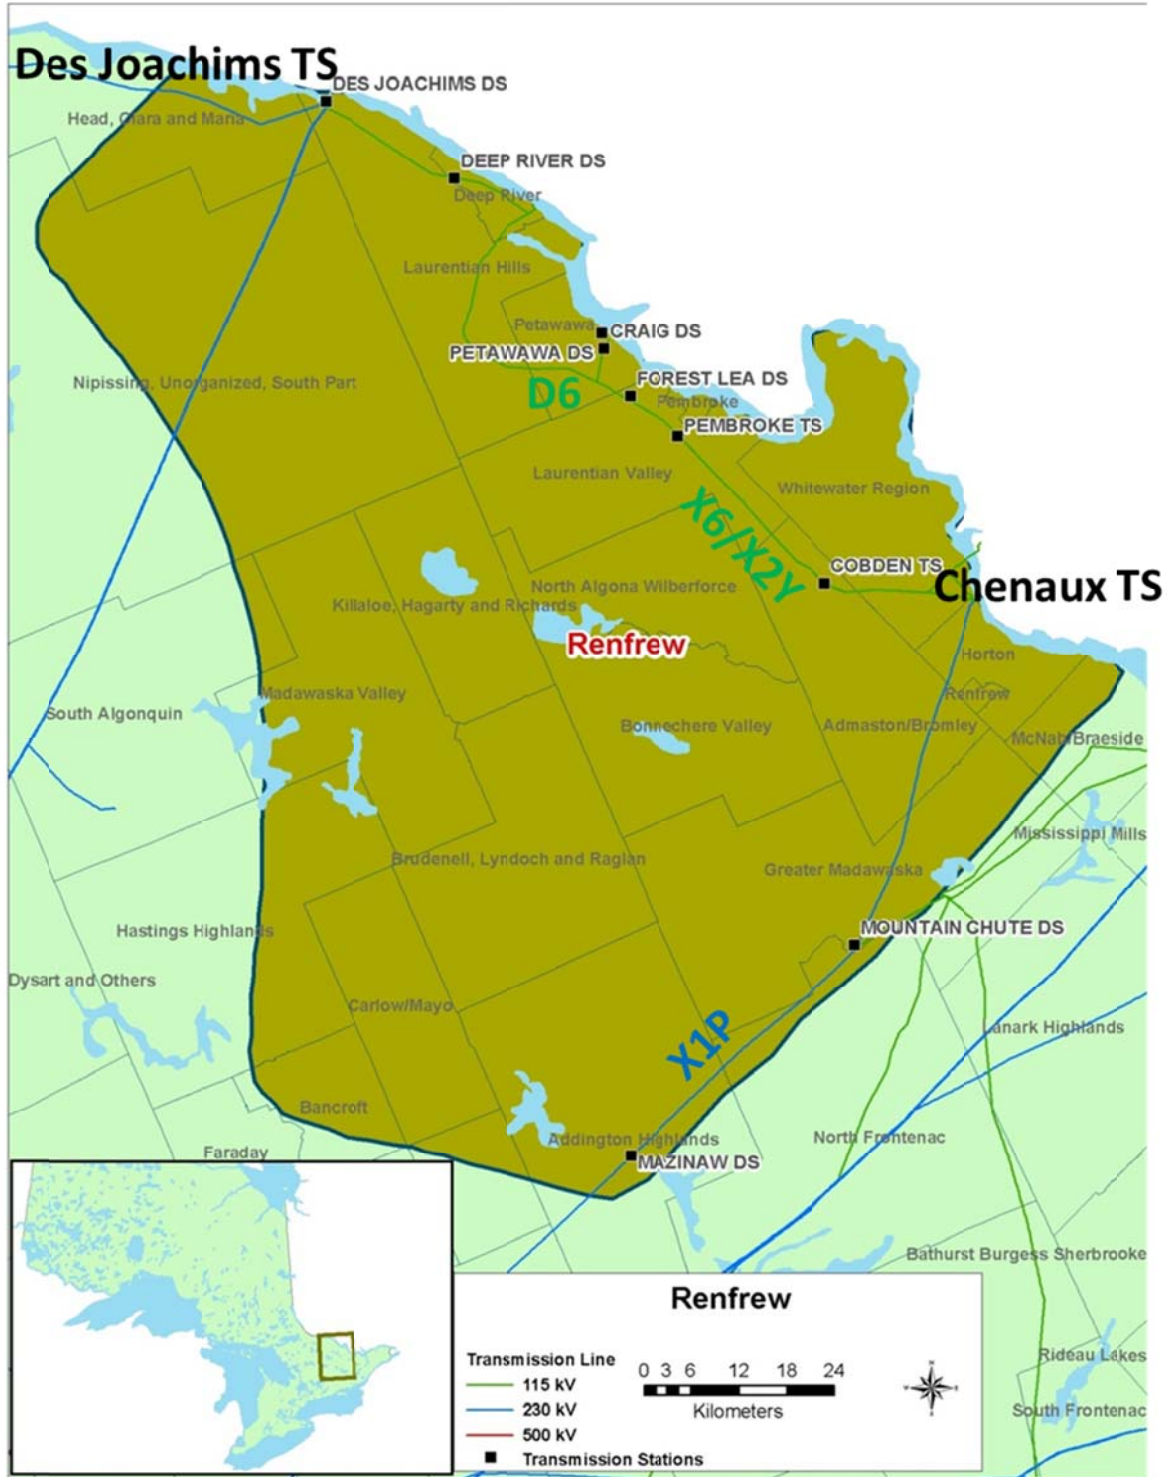 Des Joachims TS
DES JOACHIMS DS
Head, Clara and Maria
DEEP RIVER DS
Deep River
Laurentian Hills
Petawawa
CRAIG DS
PETAWAWA DS
FOREST LEA DS
D6
Nipissing, Unorganized, South Part
Pembroke
PEMBROKE TS
Laurentian Valley
Whitewater Region
X6/X2Y
COBDEN TS
Chenaux TS
North Algona Wilberforce
Killaloe, Hagarty and Richards
Renfrew
Horton
Madawaska Valley
Renfrew
South Algonquin
Bonnechere Valley
Admaston/Bromley
McNab/Braeside
Mississippi Mills
Brudenell, Lyndoch and Raglan
Greater Madawaska
Hastings Highlands
MOUNTAIN CHUTE DS
Dysart and Others
Carlow/Mayo
X1P
Lanark Highlands
Bancroft
Addington Highlands
North Frontenac
Faraday
MAZINAW DS
Bathurst Burgess Sherbrooke
Renfrew
Rideau Lakes
Transmission Line
0 3 6 12 18 24
115 kV
230 kV
Kilometers
South Frontenac
500 kV
Transmission Stations